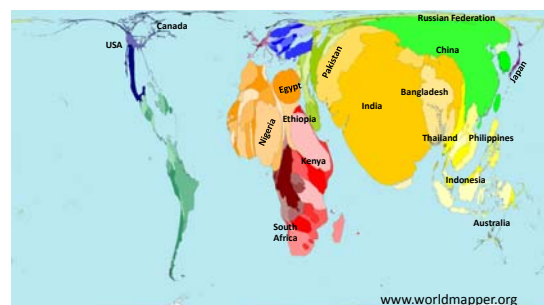 Russian Federation
Canada
USA
China
Japan
Pakistan
Egypt
India
Bangladesh
Ethiopia
Nigeria
Thailand
Philippines
Kenya
Indonesia
South
Africa
Australia
www.worldmapper.org